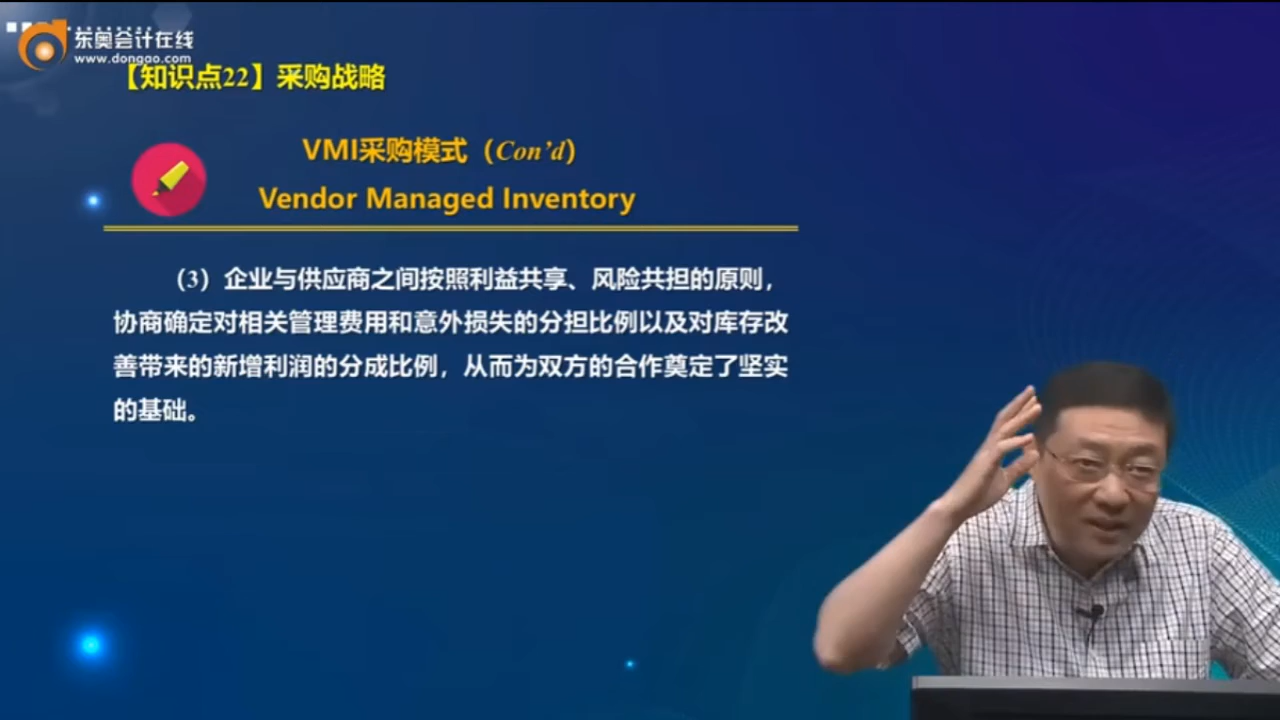 东奥会计在线
www.dongao.com
【知识点22】采购战略
VMI采购模式（Con’d）
Vendor Managed Inventory
（3）企业与供应商之间按照利益共享、风险共担的原则，
协商确定对相关管理费用和意外损失的分担比例以及对库存改
善带来的新增利润的分成比例，从而为双方的合作奠定了坚实
的基础。